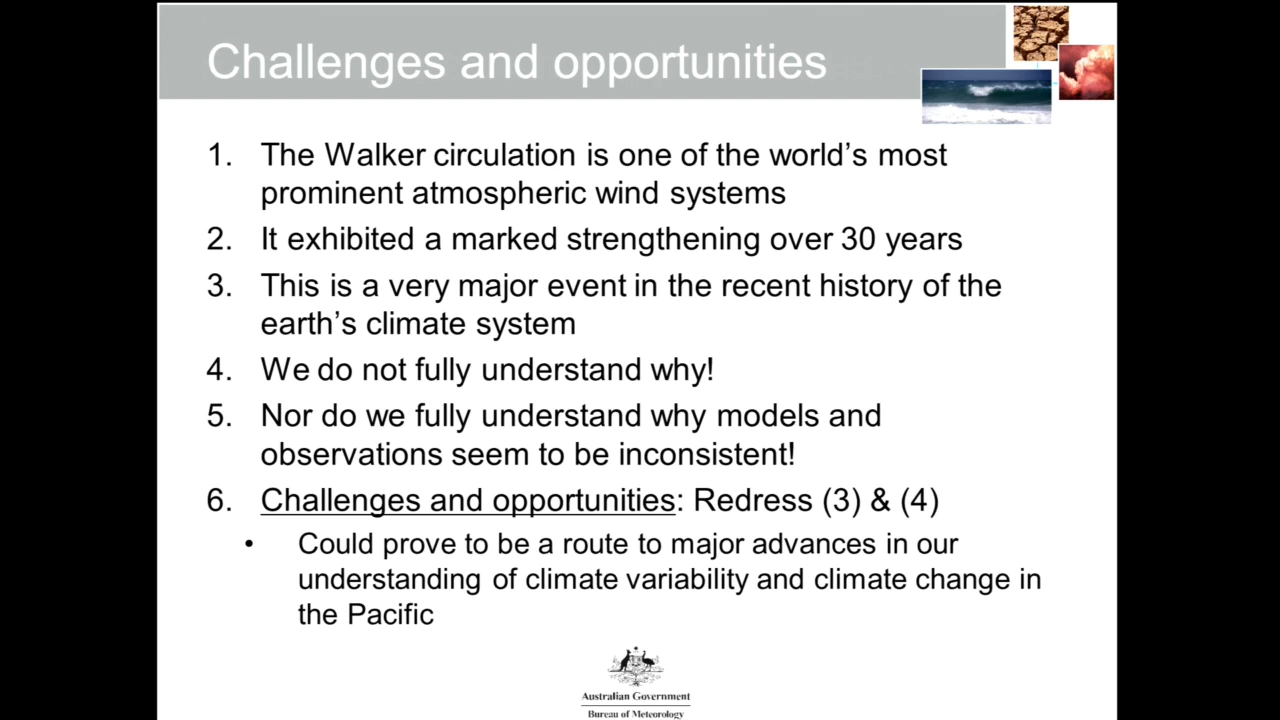 Challenges and opportunities
1. The Walker circulation is one of the world's most
prominent atmospheric wind systems
2. It exhibited a marked strengthening over 30 years
3. This is a very major event in the recent history of the
earth's climate system
4. We do not fully understand why!
5. Nor do we fully understand why models and
observations seem to be inconsistent!
6. Challenges and opportunities: Redress (3) & (4)
• Could prove to be a route to major advances in our
understanding of climate variability and climate change in
the Pacific
Australian Government
Bureau of Meteorology